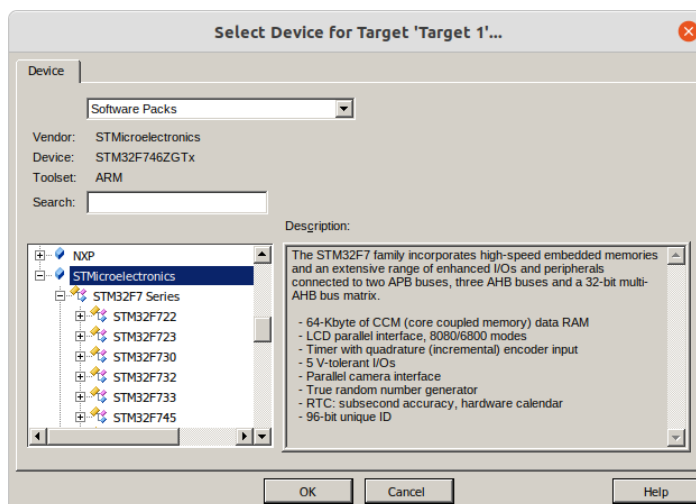 Select Device for Target 'Target 1'...
Device
Software Packs
Vendor: STMicroelectronics
Device: STM32F746ZGTx
Toolset: ARM
Search:
NXP
STMicroelectronics
STM32F7 Series
STM32F722
STM32F723
STM32F730
STM32F732
STM32F733
STM32F745
Description:
The STM32F7 family incorporates high-speed embedded memories
and an extensive range of enhanced I/Os and peripherals
connected to two APB buses, three AHB buses and a 32-bit multi-
AHB bus matrix.
- 64-Kbyte of CCM (core coupled memory) data RAM
- LCD parallel interface, 8080/6800 modes
- Timer with quadrature (incremental) encoder input
- 5 V-tolerant I/Os
- Parallel camera interface
- True random number generator
- RTC: subsecond accuracy, hardware calendar
- 96-bit unique ID
OK Cancel Help